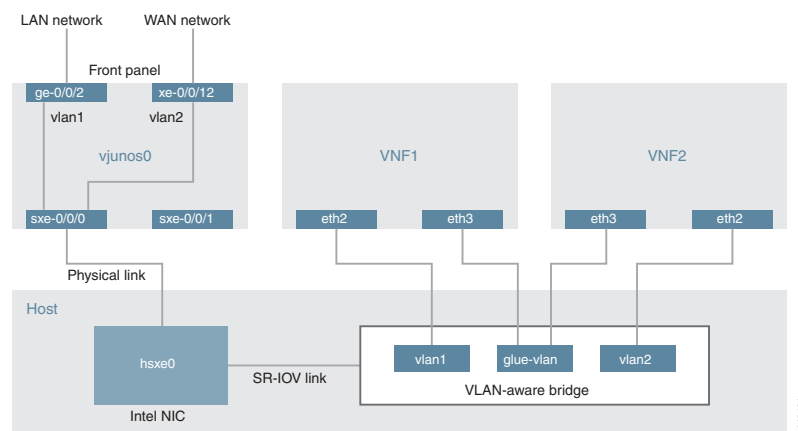 LAN network
WAN network
Front panel
ge-0/0/2
xe-0/0/12
vlan1
vlan2
vjunos0
VNF1
VNF2
sxe-0/0/0
sxe-0/0/1
eth2
eth3
eth3
eth2
Physical link
Host
hsxe0
vlan1
glue-vlan
vlan2
SR-IOV link
VLAN-aware bridge
Intel NIC